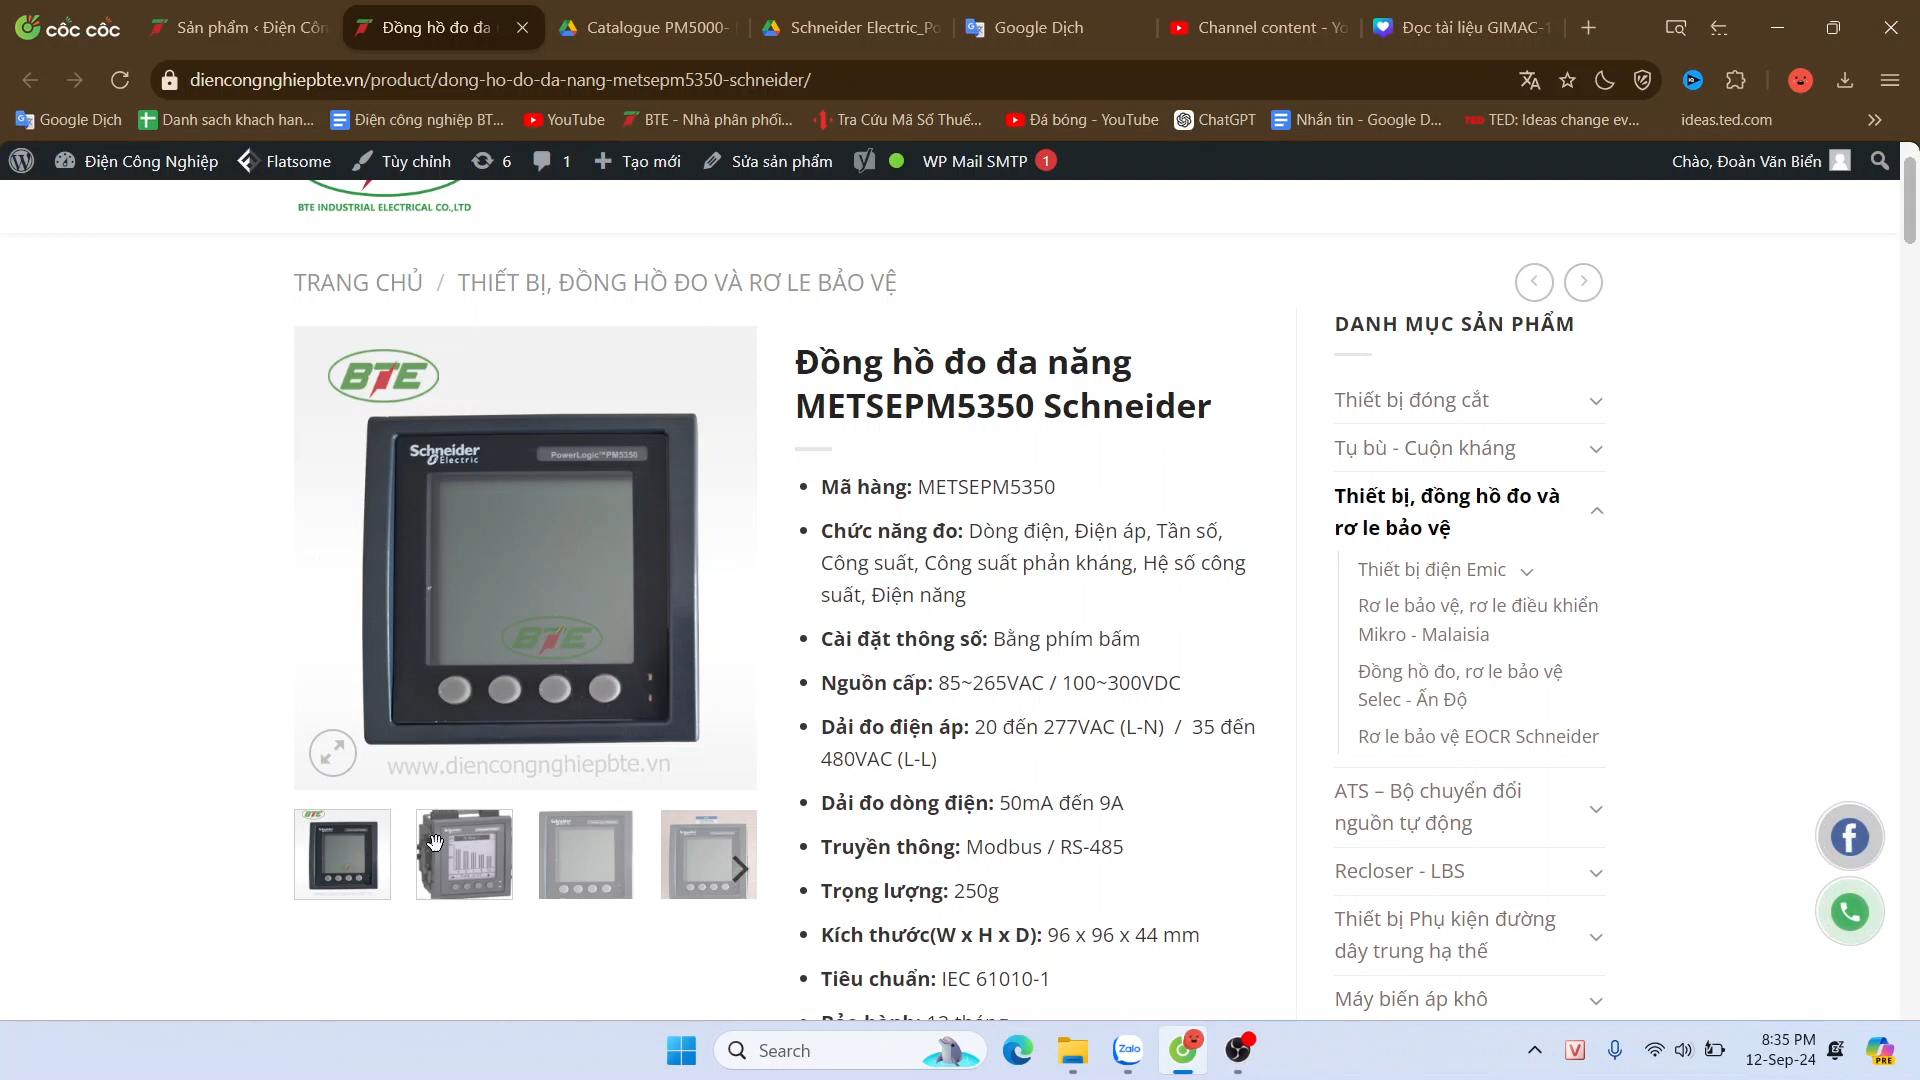 cốc cốc
Sản phẩm ‹ Điện Côn
Đồng hồ đo đa
Catalogue PM5000-
Schneider Electric_Po
Google Dịch
Channel content - Yo
Đọc tài liệu GIMAC-1
diencongnghiepbte.vn/product/dong-ho-do-da-nang-metsepm5350-schneider/
Google Dịch
Danh sach khach han...
Điện công nghiệp BT...
YouTube
BTE - Nhà phân phối...
Tra Cứu Mã Số Thuế...
Đá bóng - YouTube
ChatGPT
Nhắn tin - Google D...
TED: Ideas change ev...
ideas.ted.com
Điện Công Nghiệp
Flatsome
Tùy chỉnh
6
1
Tạo mới
Sửa sản phẩm
WP Mail SMTP 1
Chào, Đoàn Văn Biển
BTE INDUSTRIAL ELECTRICAL CO.,LTD
TRANG CHỦ / THIẾT BỊ, ĐỒNG HỒ ĐO VÀ RƠ LE BẢO VỆ
BTE
Schneider
Electric
PowerLogic™PM5350
BTE
www.diencongnghiepbte.vn
Đồng hồ đo đa năng
METSEPM5350 Schneider
Mã hàng: METSEPM5350
Chức năng đo: Dòng điện, Điện áp, Tần số,
Công suất, Công suất phản kháng, Hệ số công
suất, Điện năng
Cài đặt thông số: Bằng phím bấm
Nguồn cấp: 85~265VAC / 100~300VDC
Dải đo điện áp: 20 đến 277VAC (L-N) / 35 đến
480VAC (L-L)
Dải đo dòng điện: 50mA đến 9A
Truyền thông: Modbus / RS-485
Trọng lượng: 250g
Kích thước(W x H x D): 96 x 96 x 44 mm
Tiêu chuẩn: IEC 61010-1
Bảo hành: 12 tháng
DANH MỤC SẢN PHẨM
Thiết bị đóng cắt
Tụ bù - Cuộn kháng
Thiết bị, đồng hồ đo và
rơ le bảo vệ
Thiết bị điện Emic
Rơ le bảo vệ, rơ le điều khiển
Mikro - Malaisia
Đồng hồ đo, rơ le bảo vệ
Selec - Ấn Độ
Rơ le bảo vệ EOCR Schneider
ATS – Bộ chuyển đổi
nguồn tự động
Recloser - LBS
Thiết bị Phụ kiện đường
dây trung hạ thế
Máy biến áp khô
Search
Zalo
8:35 PM
12-Sep-24